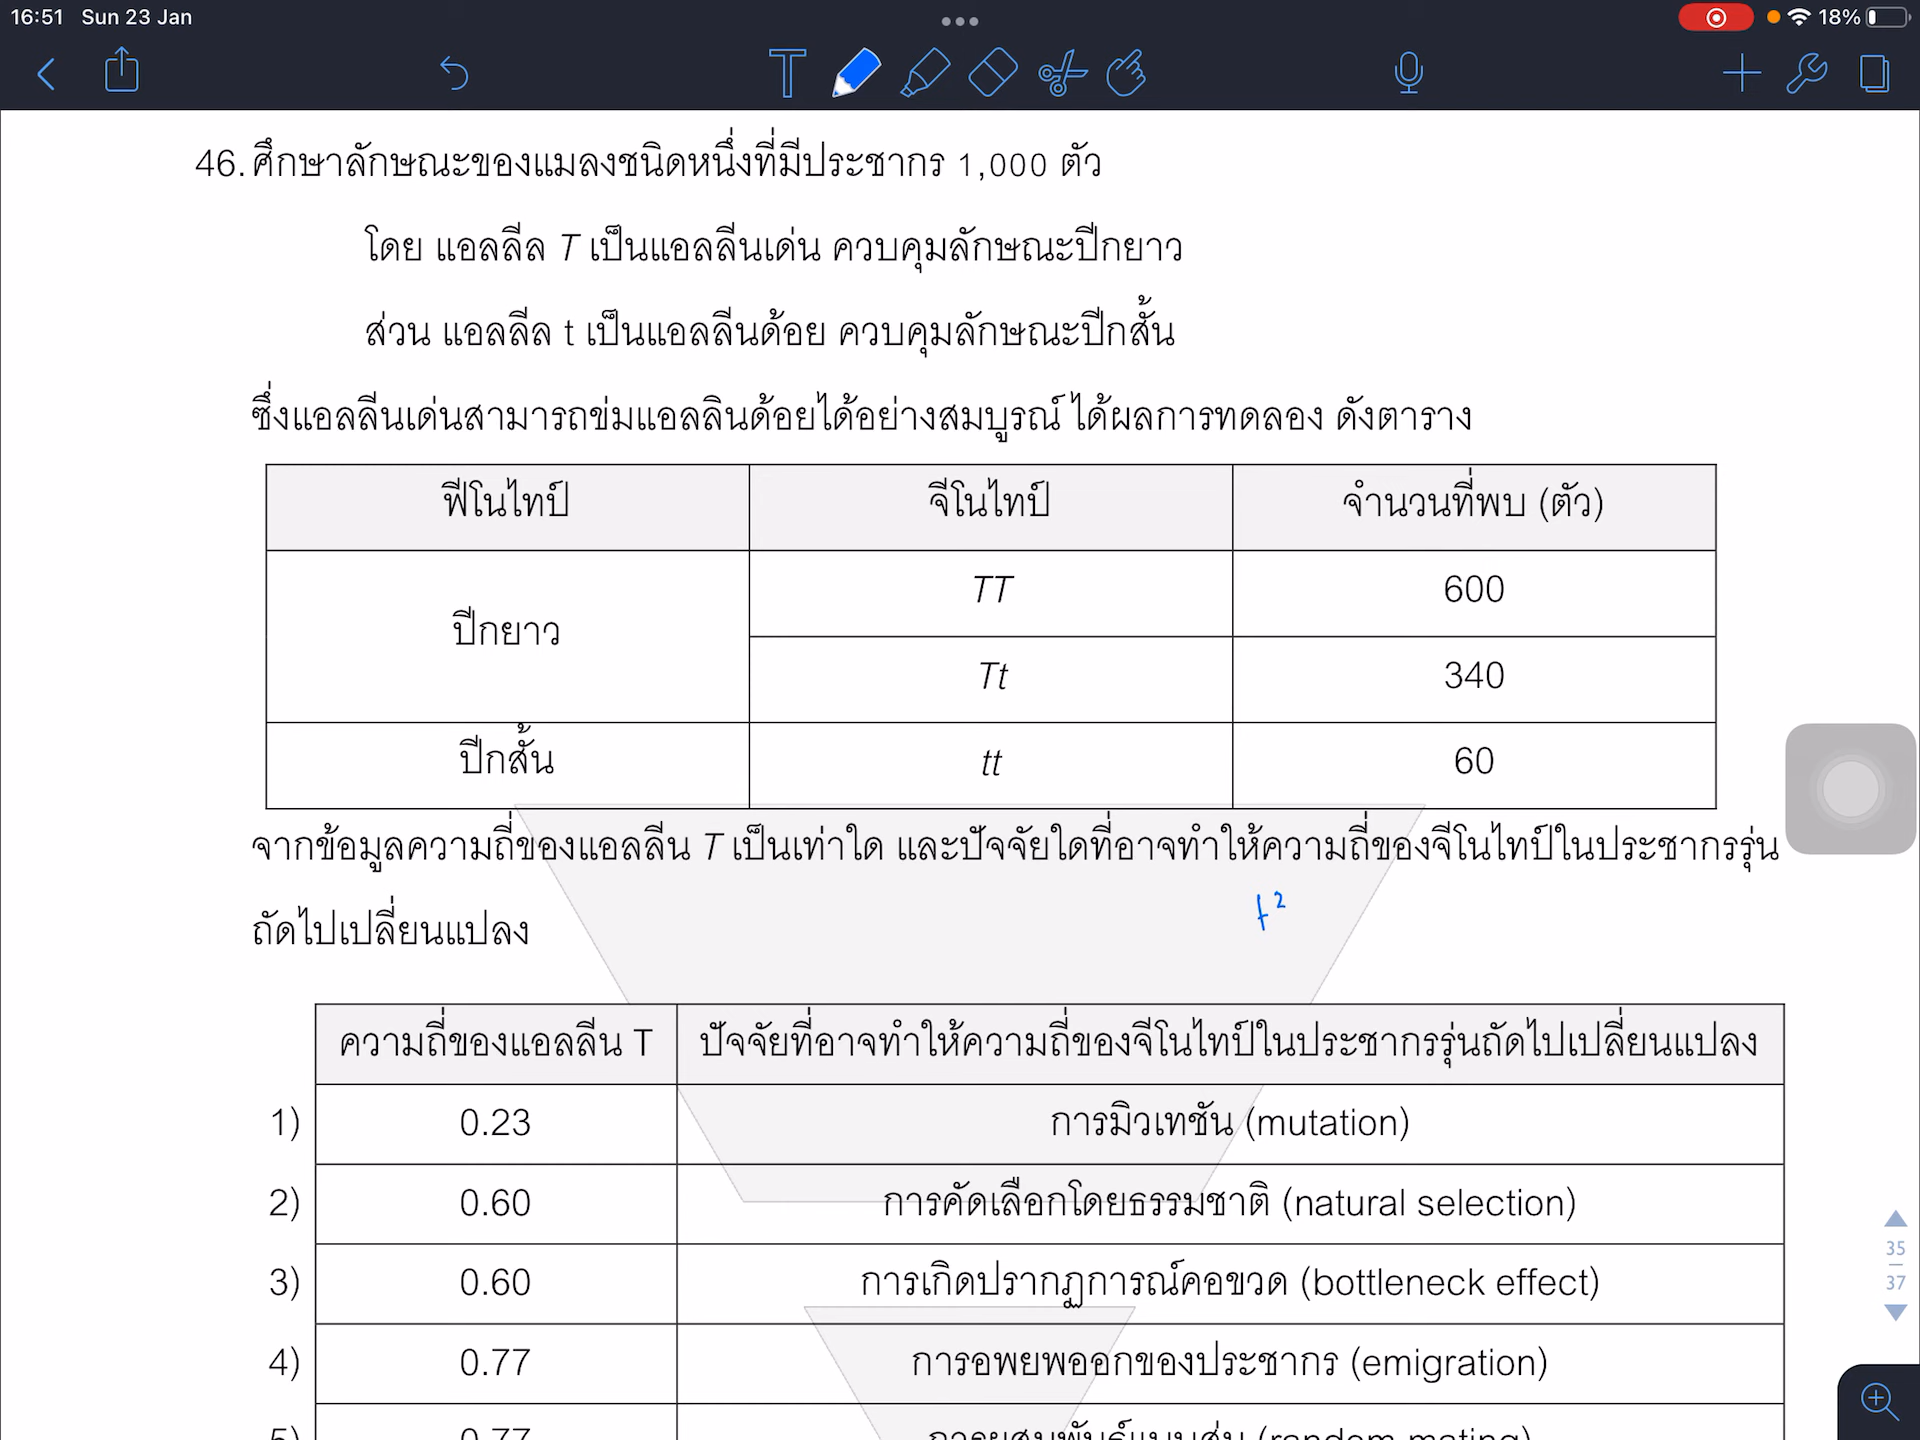 16:51 Sun 23 Jan
18%
46. ศึกษาลักษณะของแมลงชนิดหนึ่งที่มีประชากร 1,000 ตัว
โดย แอลลีล T เป็นแอลลีนเด่น ควบคุมลักษณะปีกยาว
ส่วน แอลลีล t เป็นแอลลีนด้อย ควบคุมลักษณะปีกสั้น
ซึ่งแอลลีนเด่นสามารถข่มแอลลินด้อยได้อย่างสมบูรณ์ ได้ผลการทดลอง ดังตาราง
ฟีโนไทป์ จีโนไทป์ จำนวนที่พบ (ตัว)
ปีกยาว TT 600
Tt 340
ปีกสั้น tt 60
จากข้อมูลความถี่ของแอลลีน T เป็นเท่าใด และปัจจัยใดที่อาจทำให้ความถี่ของจีโนไทป์ในประชากรรุ่น
ถัดไปเปลี่ยนแปลง
ความถี่ของแอลลีน T ปัจจัยที่อาจทำให้ความถี่ของจีโนไทป์ในประชากรรุ่นถัดไปเปลี่ยนแปลง
1) 0.23 การมิวเทชัน (mutation)
2) 0.60 การคัดเลือกโดยธรรมชาติ (natural selection)
3) 0.60 การเกิดปรากฏการณ์คอขวด (bottleneck effect)
4) 0.77 การอพยพออกของประชากร (emigration)
5) 0.77 การผสมพันธุ์แบบสุ่ม (random mating)
35
37